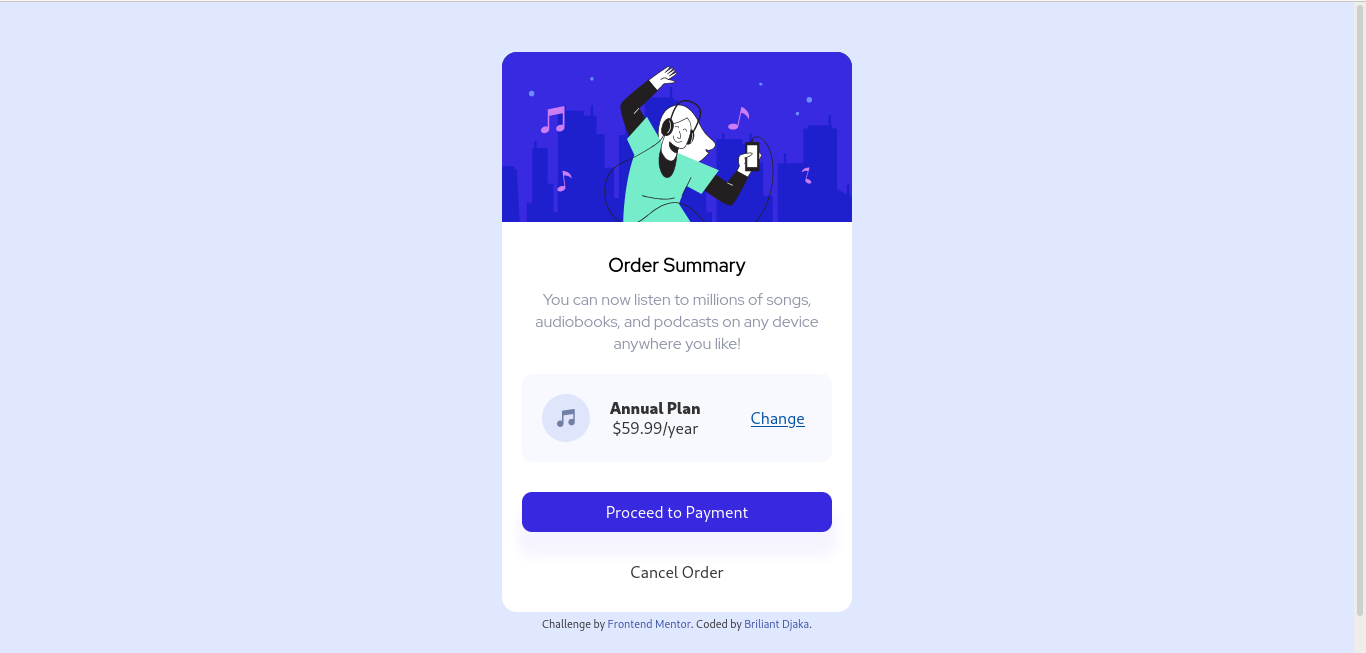 Order Summary
You can now listen to millions of songs,
audiobooks, and podcasts on any device
anywhere you like!
Annual Plan
$59.99/year
Change
Proceed to Payment
Cancel Order
Challenge by Frontend Mentor. Coded by Briliant Djaka.